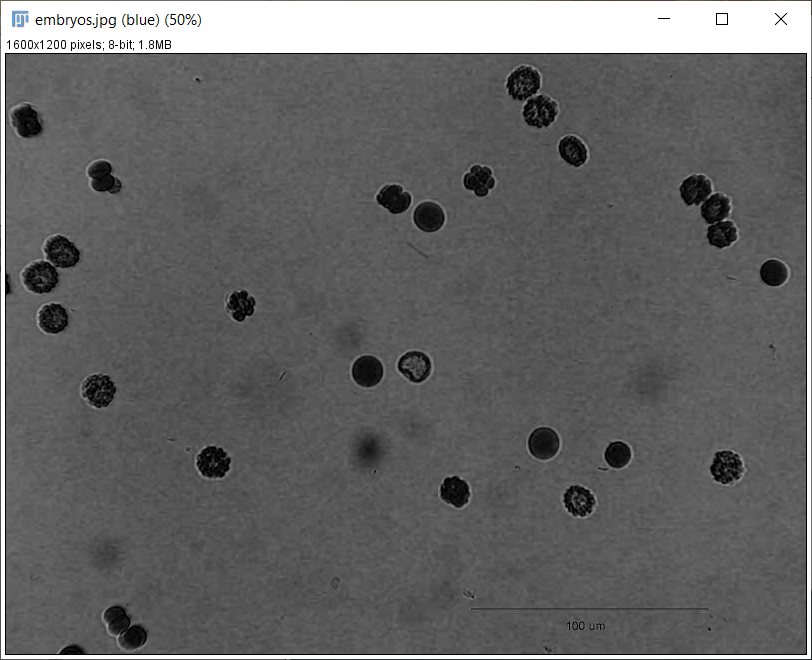 embryos.jpg (blue) (50%)
1600x1200 pixels; 8-bit; 1.8MB
100 um